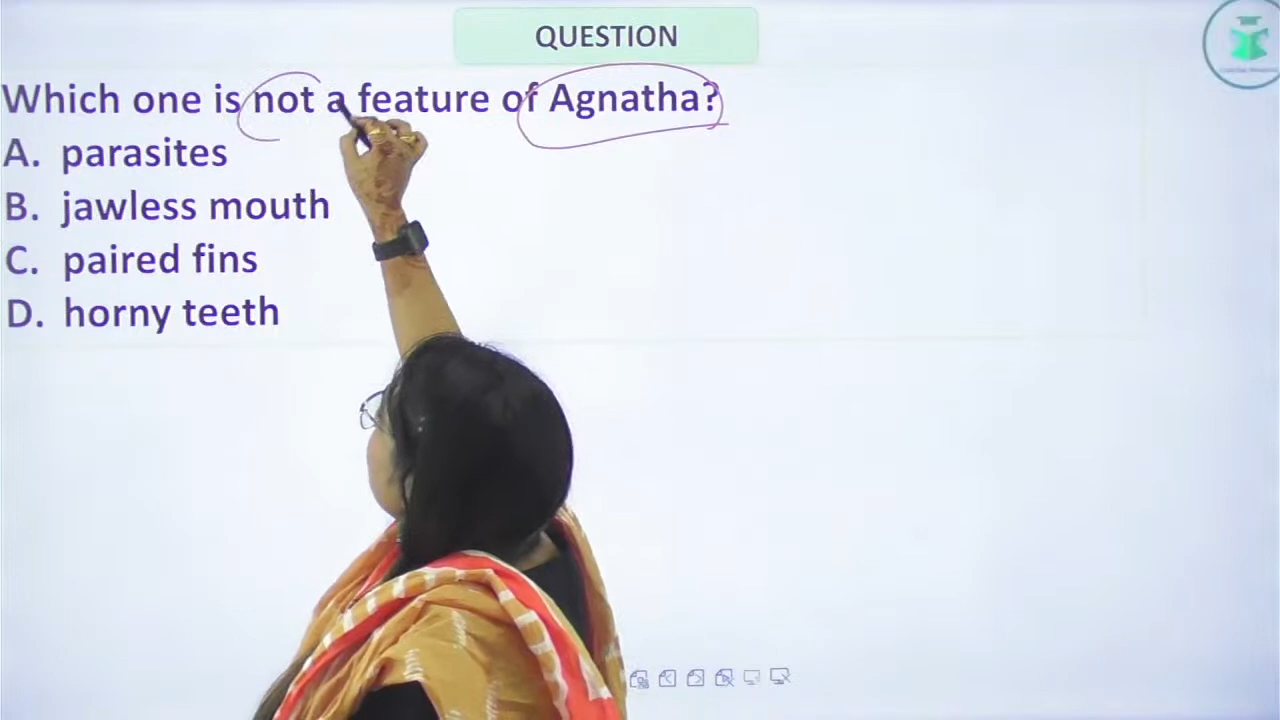 QUESTION
Which one is not a feature of Agnatha?
A. parasites
B. jawless mouth
C. paired fins
D. horny teeth